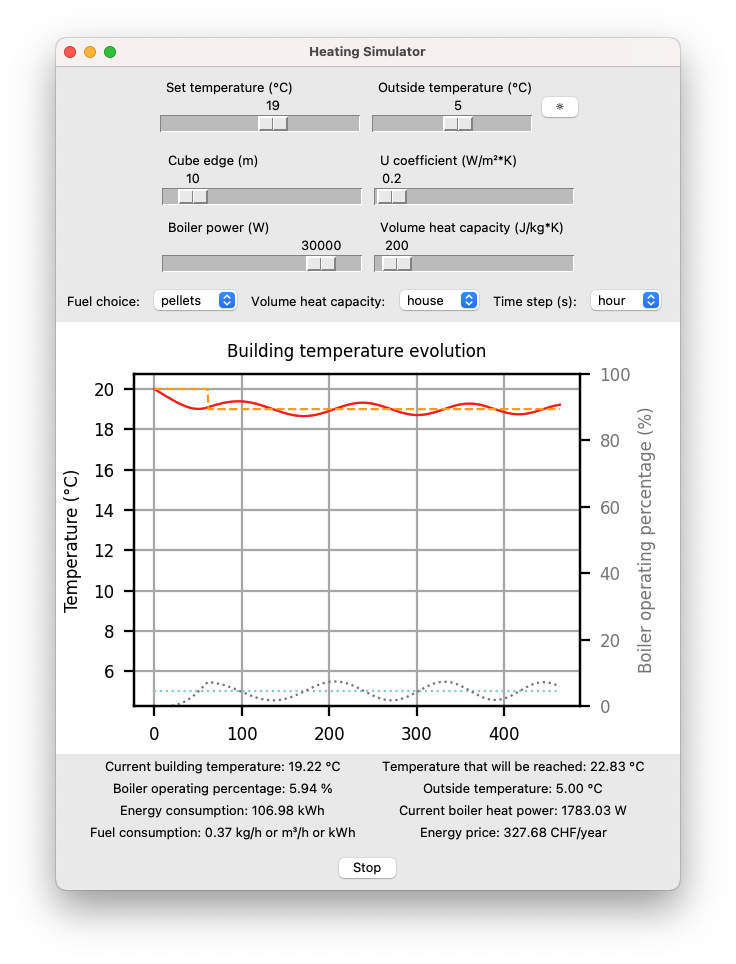 Heating Simulator
Set temperature (°C) Outside temperature (°C)
19 5
Cube edge (m) U coefficient (W/m²*K)
10 0.2
Boiler power (W) Volume heat capacity (J/kg*K)
30000 200
Fuel choice: pellets Volume heat capacity: house Time step (s): hour
Building temperature evolution
Temperature (°C)
20
18
16
14
12
10
8
6
0 100 200 300 400
100
80
60
40
20
0
Boiler operating percentage (%)
Current building temperature: 19.22 °C Temperature that will be reached: 22.83 °C
Boiler operating percentage: 5.94 % Outside temperature: 5.00 °C
Energy consumption: 106.98 kWh Current boiler heat power: 1783.03 W
Fuel consumption: 0.37 kg/h or m³/h or kWh Energy price: 327.68 CHF/year
Stop